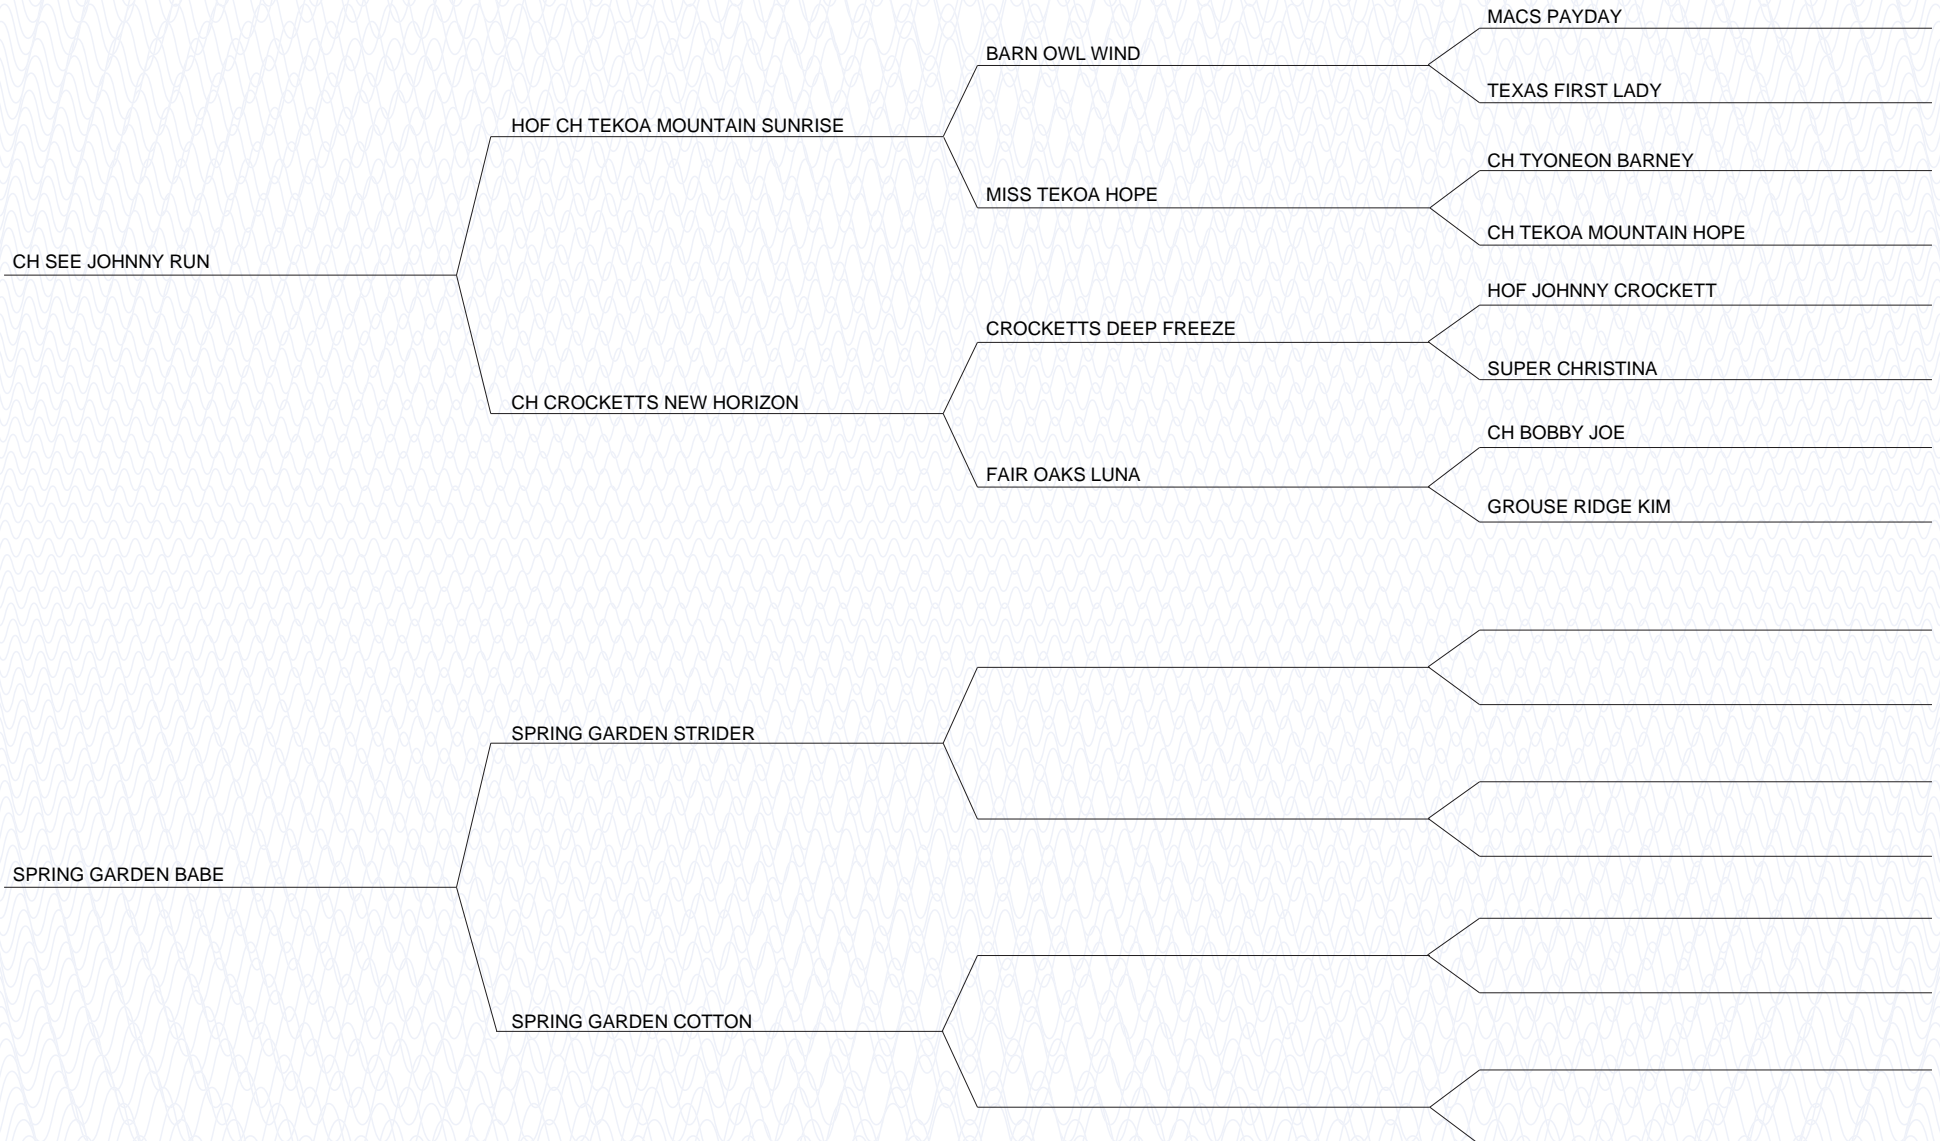 MACS PAYDAY
BARN OWL WIND
TEXAS FIRST LADY
HOF CH TEKOA MOUNTAIN SUNRISE
CH TYONEON BARNEY
MISS TEKOA HOPE
CH TEKOA MOUNTAIN HOPE
CH SEE JOHNNY RUN
HOF JOHNNY CROCKETT
CROCKETTS DEEP FREEZE
SUPER CHRISTINA
CH CROCKETTS NEW HORIZON
CH BOBBY JOE
FAIR OAKS LUNA
GROUSE RIDGE KIM
SPRING GARDEN STRIDER
SPRING GARDEN BABE
SPRING GARDEN COTTON